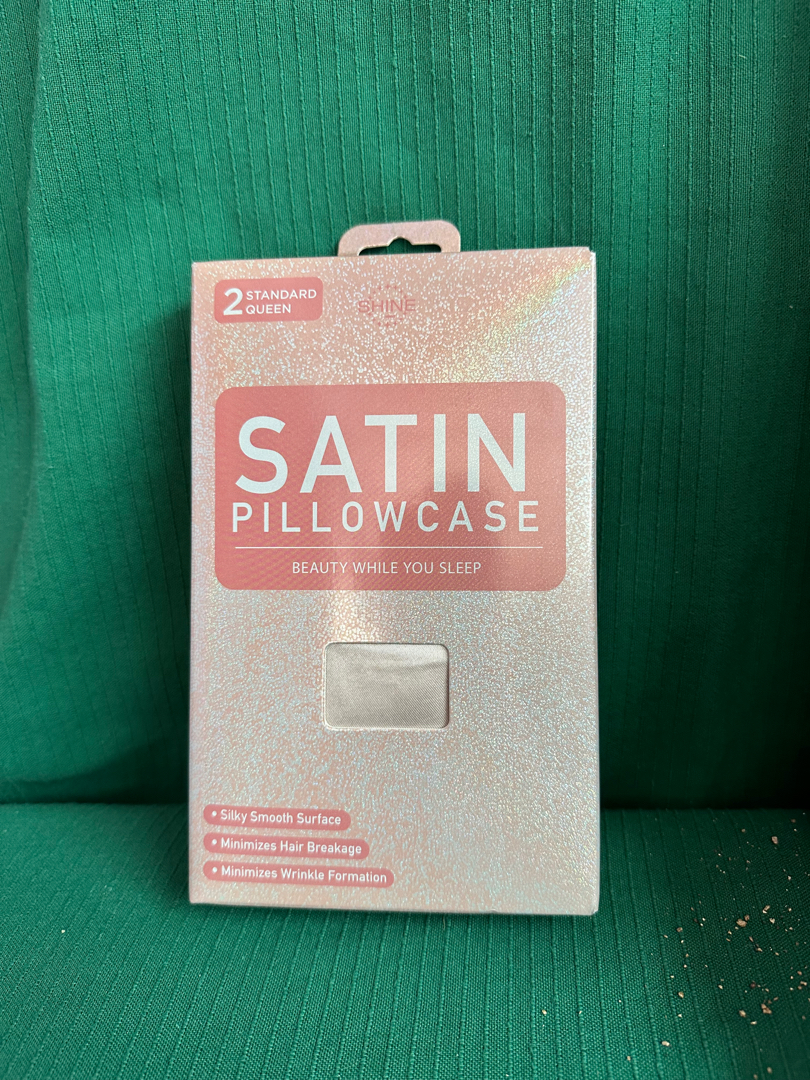 2 STANDARD
QUEEN
SHINE
SATIN
PILLOWCASE
BEAUTY WHILE YOU SLEEP
• Silky Smooth Surface
• Minimizes Hair Breakage
• Minimizes Wrinkle Formation